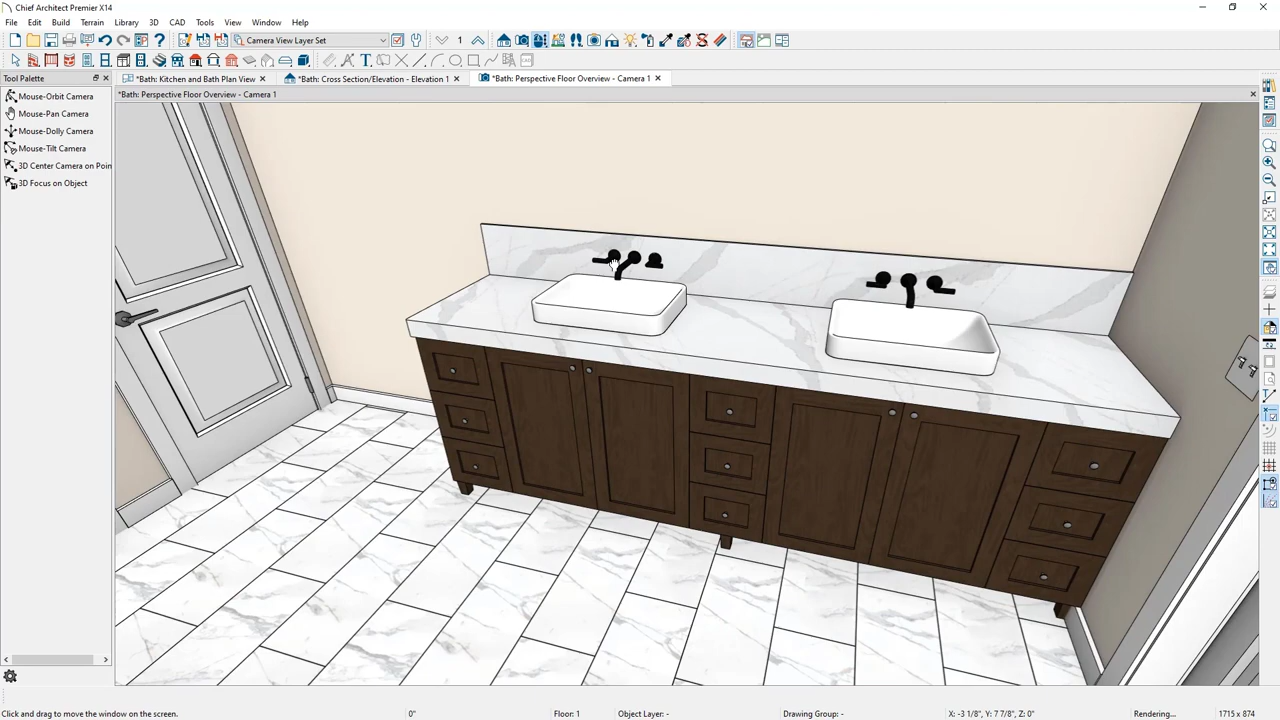 Chief Architect Premier X14
File Edit Build Terrain Library 3D CAD Tools View Window Help
Camera View Layer Set 1
Tool Palette
*Bath: Kitchen and Bath Plan View *Bath: Cross Section/Elevation - Elevation 1 *Bath: Perspective Floor Overview - Camera 1
*Bath: Perspective Floor Overview - Camera 1
Mouse-Orbit Camera
Mouse-Pan Camera
Mouse-Dolly Camera
Mouse-Tilt Camera
3D Center Camera on Poin
3D Focus on Object
Click and drag to move the window on the screen. 0" Floor: 1 Object Layer: - Drawing Group: - X: -3 1/8", Y: 7 7/8", Z: 0" Rendering... 1715 x 874